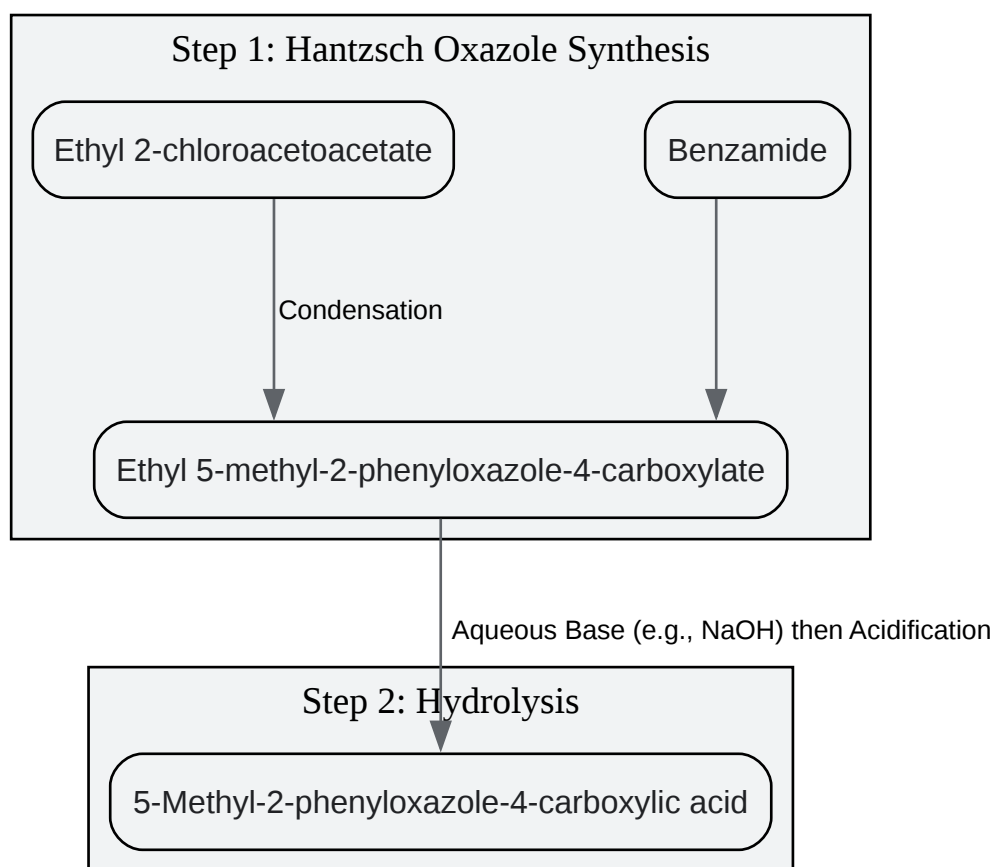 Step 1: Hantzsch Oxazole Synthesis
Ethyl 2-chloroacetoacetate
Benzamide
Condensation
Ethyl 5-methyl-2-phenyloxazole-4-carboxylate
Aqueous Base (e.g., NaOH) then Acidification
Step 2: Hydrolysis
5-Methyl-2-phenyloxazole-4-carboxylic acid